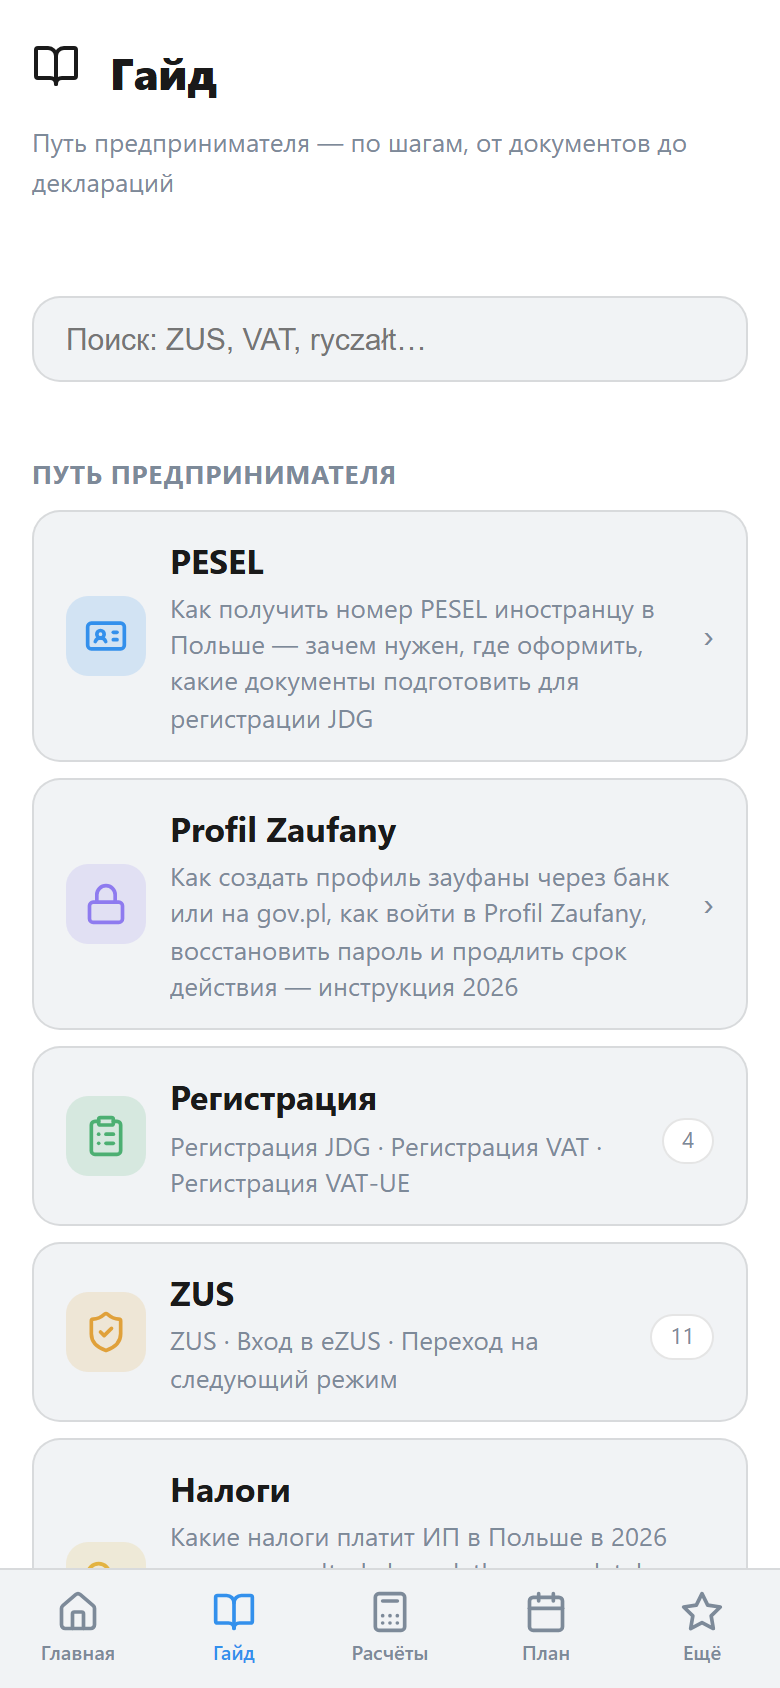 Гайд
Путь предпринимателя — по шагам, от документов до
деклараций
Поиск: ZUS, VAT, ryczałt…
ПУТЬ ПРЕДПРИНИМАТЕЛЯ
PESEL
Как получить номер PESEL иностранцу в
Польше — зачем нужен, где оформить,
какие документы подготовить для
регистрации JDG
›
Profil Zaufany
Как создать профиль зауфаны через банк
или на gov.pl, как войти в Profil Zaufany,
восстановить пароль и продлить срок
действия — инструкция 2026
›
Регистрация
Регистрация JDG · Регистрация VAT ·
Регистрация VAT-UE
4
ZUS
ZUS · Вход в eZUS · Переход на
следующий режим
11
Налоги
Какие налоги платит ИП в Польше в 2026
Главная
Гайд
Расчёты
План
Ещё